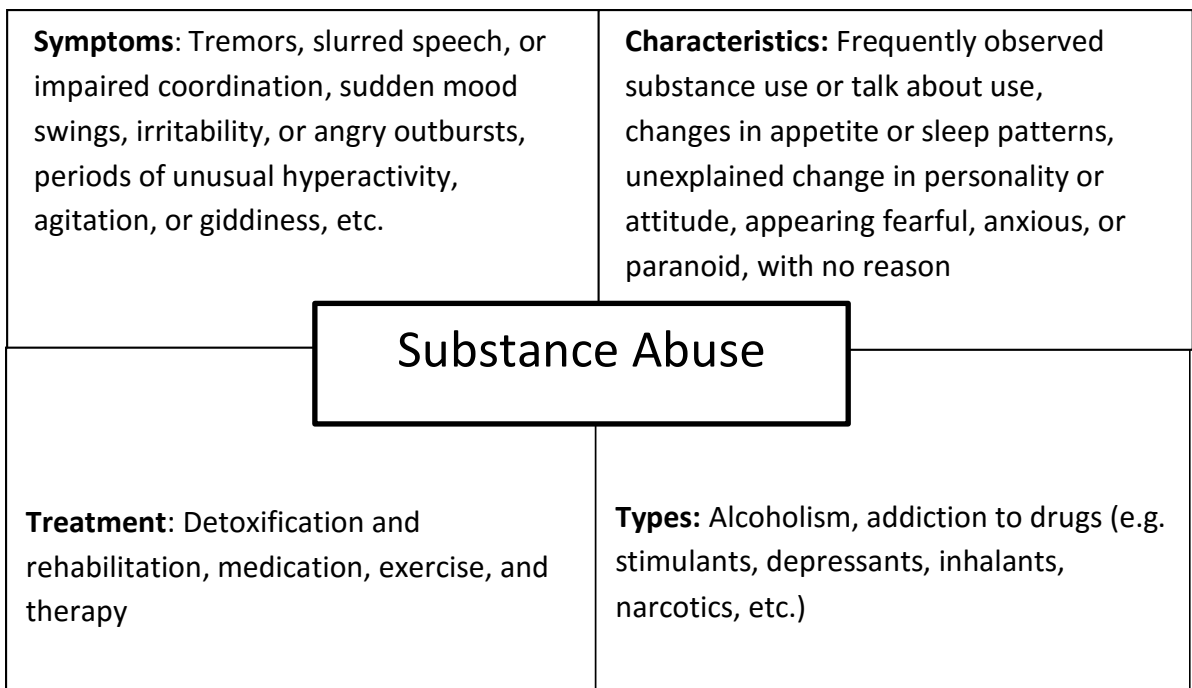 Symptoms: Tremors, slurred speech, or
impaired coordination, sudden mood
swings, irritability, or angry outbursts,
periods of unusual hyperactivity,
agitation, or giddiness, etc.
Characteristics: Frequently observed
substance use or talk about use,
changes in appetite or sleep patterns,
unexplained change in personality or
attitude, appearing fearful, anxious, or
paranoid, with no reason
Substance Abuse
Treatment: Detoxification and
rehabilitation, medication, exercise, and
therapy
Types: Alcoholism, addiction to drugs (e.g.
stimulants, depressants, inhalants,
narcotics, etc.)